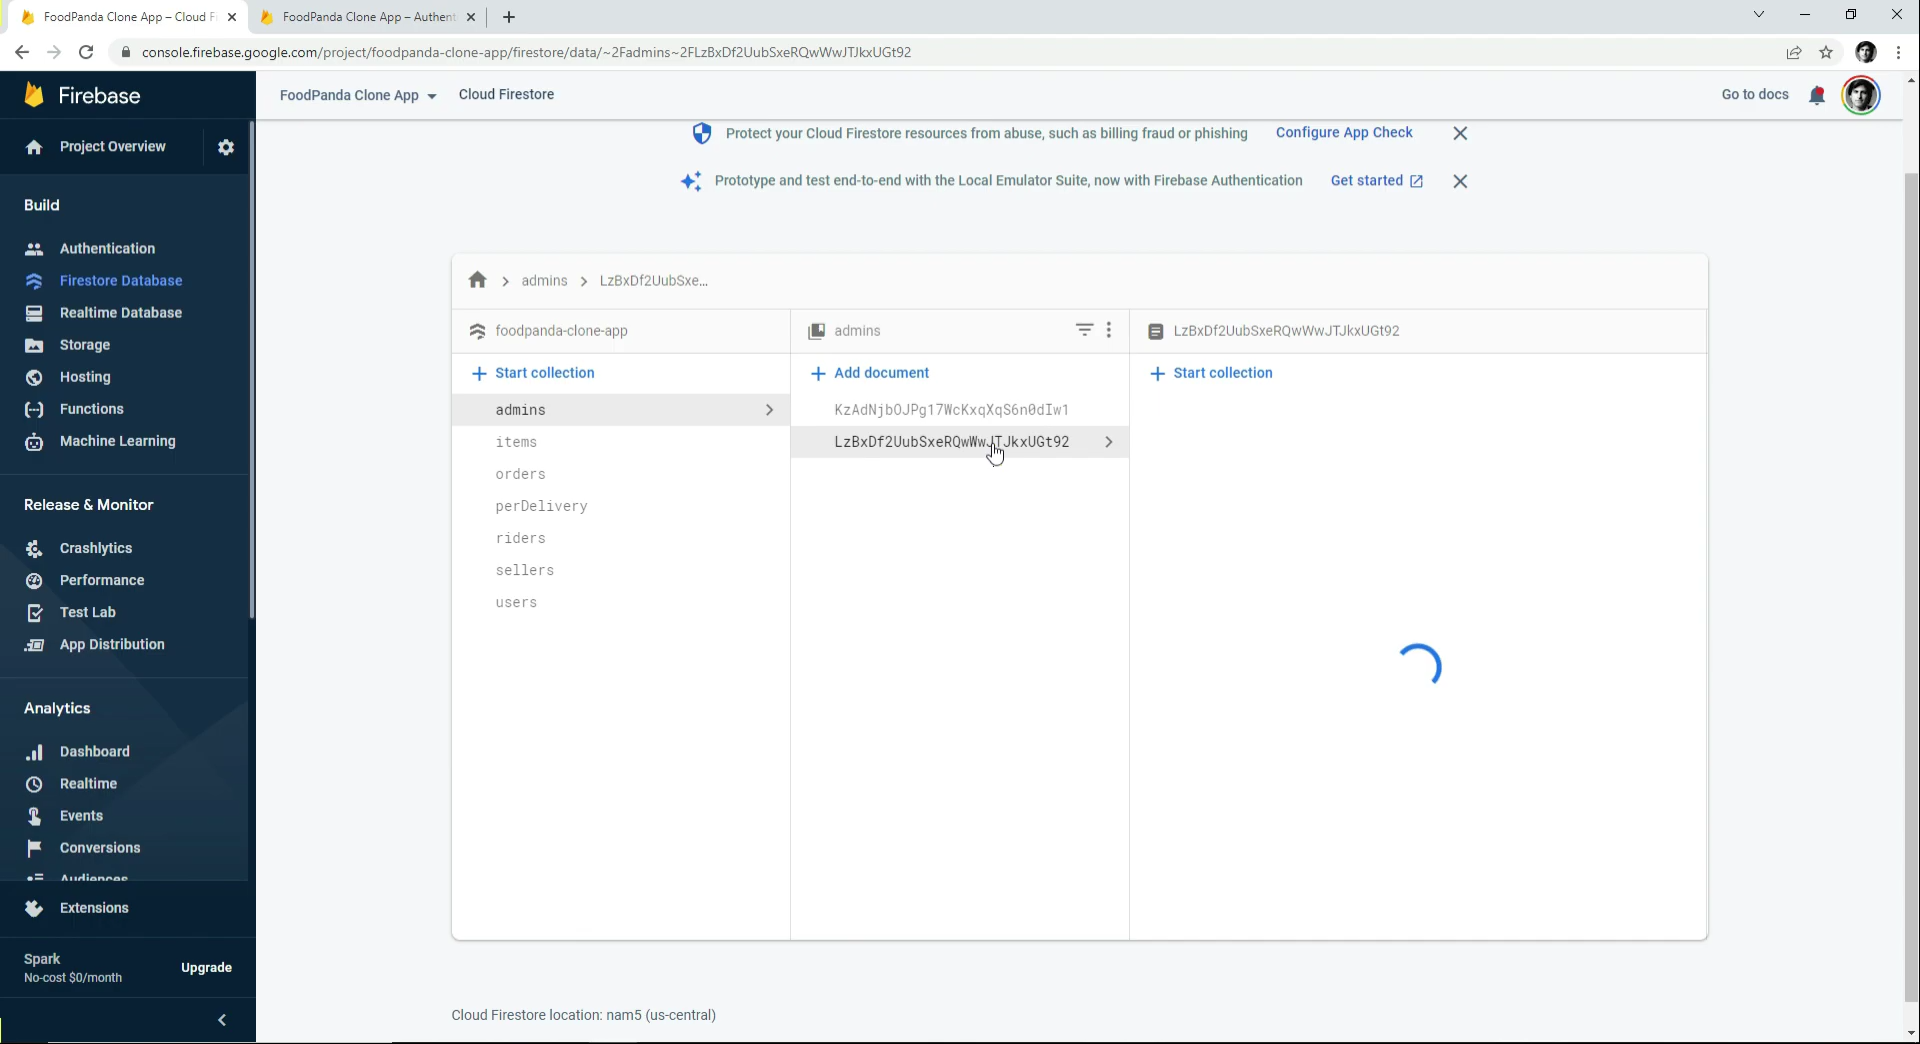 FoodPanda Clone App – Cloud Fi
FoodPanda Clone App – Authent
console.firebase.google.com/project/foodpanda-clone-app/firestore/data/~2Fadmins~2FLzBxDf2UubSxeRQwWwJTJkxUGt92
Firebase
FoodPanda Clone App
Cloud Firestore
Go to docs
Protect your Cloud Firestore resources from abuse, such as billing fraud or phishing
Configure App Check
Prototype and test end-to-end with the Local Emulator Suite, now with Firebase Authentication
Get started
Project Overview
Build
Authentication
Firestore Database
Realtime Database
Storage
Hosting
Functions
Machine Learning
Release & Monitor
Crashlytics
Performance
Test Lab
App Distribution
Analytics
Dashboard
Realtime
Events
Conversions
Audiences
Extensions
Spark
No-cost $0/month
Upgrade
admins
LzBxDf2UubSxe...
foodpanda-clone-app
Start collection
admins
items
orders
perDelivery
riders
sellers
users
admins
Add document
KzAdNjbOJPg17WcKxqXqS6n0dIw1
LzBxDf2UubSxeRQwWwJTJkxUGt92
LzBxDf2UubSxeRQwWwJTJkxUGt92
Start collection
Cloud Firestore location: nam5 (us-central)